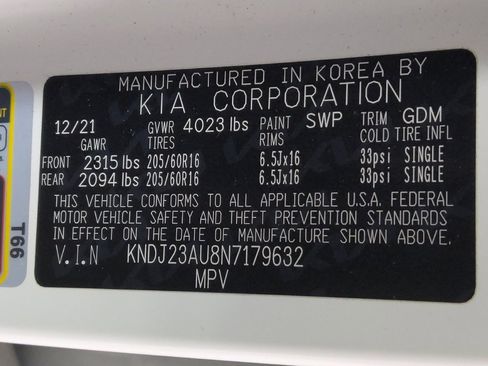 MANUFACTURED IN KOREA BY
KIA CORPORATION
12/21 GVWR 4023 lbs PAINT SWP TRIM GDM
GAWR TIRES RIMS COLD TIRE INFL
FRONT 2315 lbs 205/60R16 6.5Jx16 33psi SINGLE
REAR 2094 lbs 205/60R16 6.5Jx16 33psi SINGLE
THIS VEHICLE CONFORMS TO ALL APPLICABLE U.S.A. FEDERAL
MOTOR VEHICLE SAFETY AND THEFT PREVENTION STANDARDS
IN EFFECT ON THE DATE OF MANUFACTURE SHOWN ABOVE.
V.I.N KNDJ23AU8N7179632
MPV
T66